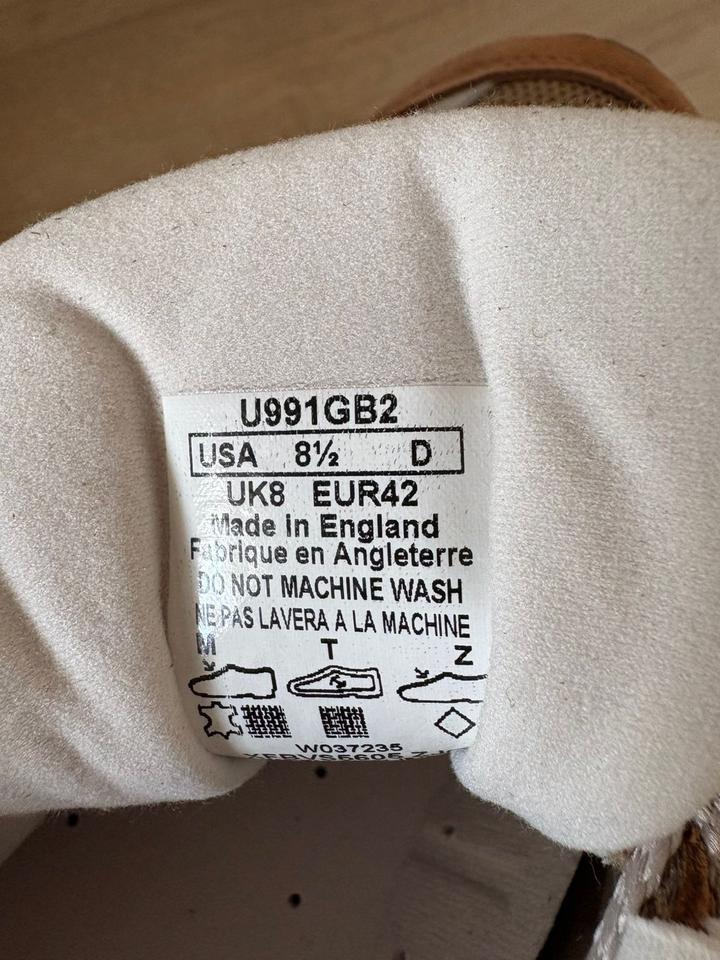 U991GB2
USA 8½ D
UK8 EUR42
Made in England
Fabrique en Angleterre
DO NOT MACHINE WASH
NE PAS LAVERA A LA MACHINE
M T Z
W037235